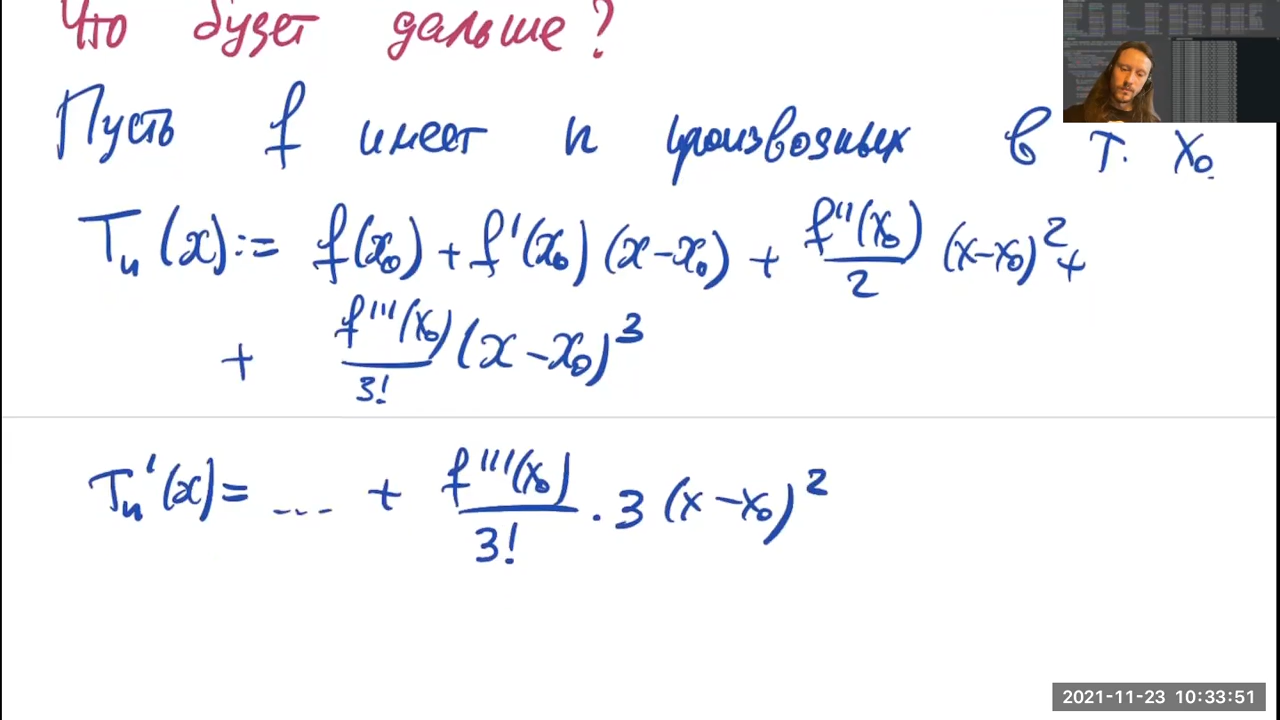 Что будет дальше?
Пусть f имеет n производных в т. x₀.
Tₙ(x) := f(x₀) + f'(x₀)(x-x₀) + f''(x₀)/2 (x-x₀)² +
+ f'''(x₀)/3! (x-x₀)³
Tₙ'(x) = ... + f'''(x₀)/3! · 3(x-x₀)²
2021-11-23 10:33:51